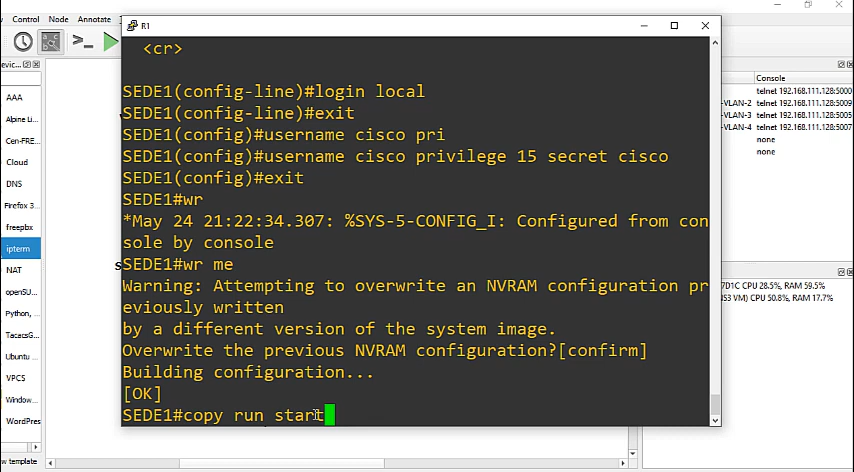 Control Node Annotate
R1
<cr>
SEDE1(config-line)#login local
SEDE1(config-line)#exit
SEDE1(config)#username cisco pri
SEDE1(config)#username cisco privilege 15 secret cisco
SEDE1(config)#exit
SEDE1#wr
*May 24 21:22:34.307: %SYS-5-CONFIG_I: Configured from con
sole by console
SEDE1#wr me
Warning: Attempting to overwrite an NVRAM configuration pr
eviously written
by a different version of the system image.
Overwrite the previous NVRAM configuration?[confirm]
Building configuration...
[OK]
SEDE1#copy run start
evic...
AAA
Alpine Li...
Cen-FRE...
Cloud
DNS
Firefox 3...
freepbx
ipterm
NAT
openSU...
Python, ...
TacacsG...
Ubuntu ...
VPCS
Window...
WordPres
w template
Console
telnet 192.168.111.128:5000
-VLAN-2 telnet 192.168.111.128:5009
-VLAN-3 telnet 192.168.111.128:5005
-VLAN-4 telnet 192.168.111.128:5007
none
none
7D1C CPU 28.5%, RAM 59.5%
NS3 VM) CPU 50.8%, RAM 17.7%